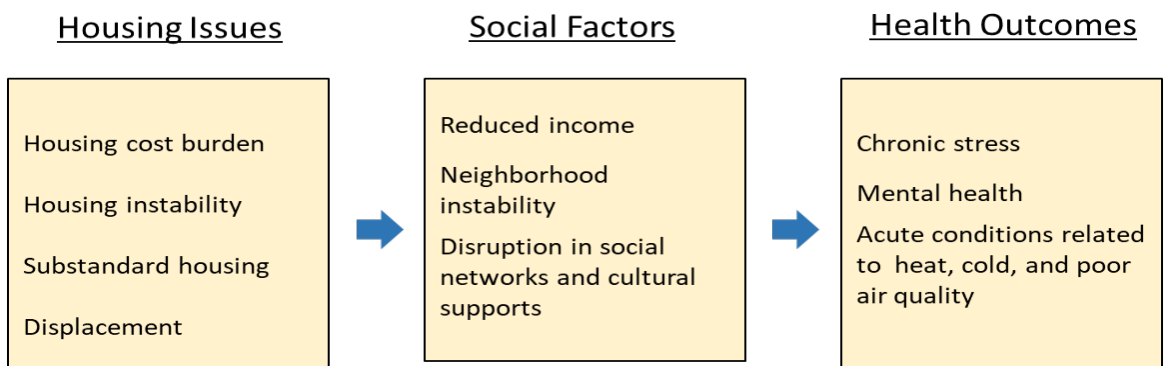 Housing Issues
Housing cost burden
Housing instability
Substandard housing
Displacement
Social Factors
Reduced income
Neighborhood
instability
Disruption in social
networks and cultural
supports
Health Outcomes
Chronic stress
Mental health
Acute conditions related
to heat, cold, and poor
air quality